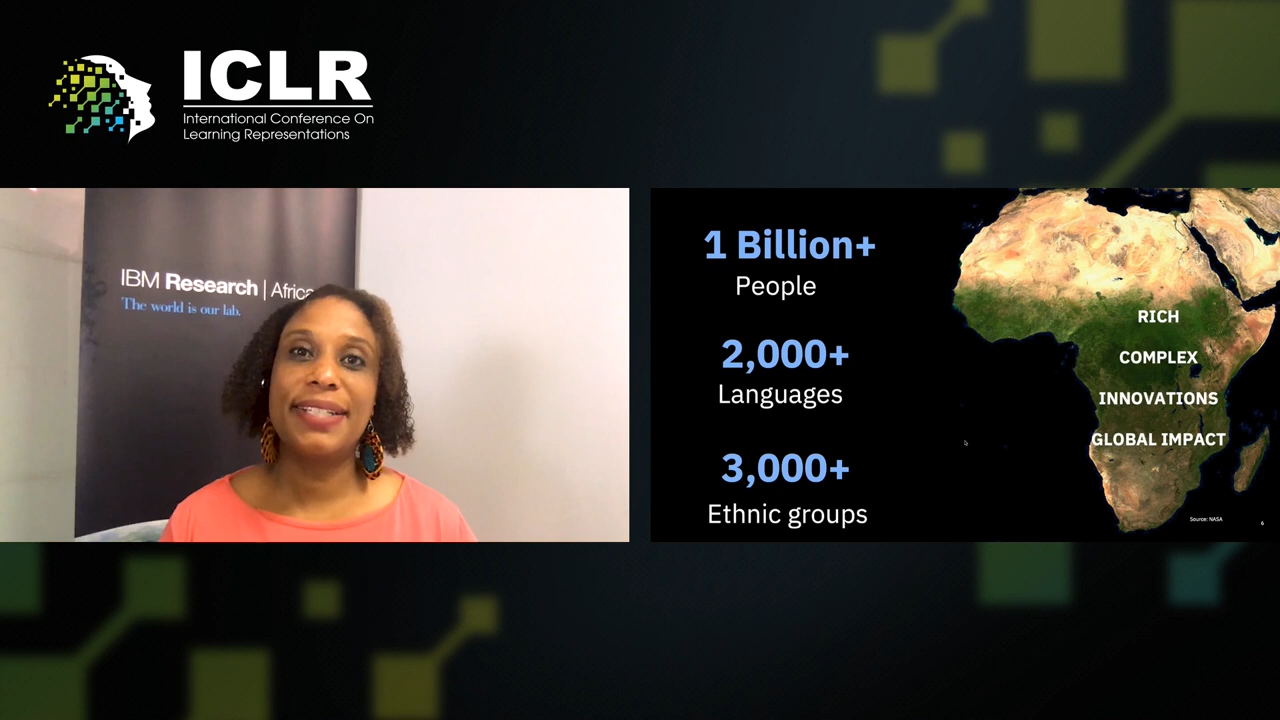 ICLR
International Conference On
Learning Representations
IBM Research | Africa
The world is our lab.
1 Billion+
People
2,000+
Languages
3,000+
Ethnic groups
RICH
COMPLEX
INNOVATIONS
GLOBAL IMPACT
Source: NASA
6